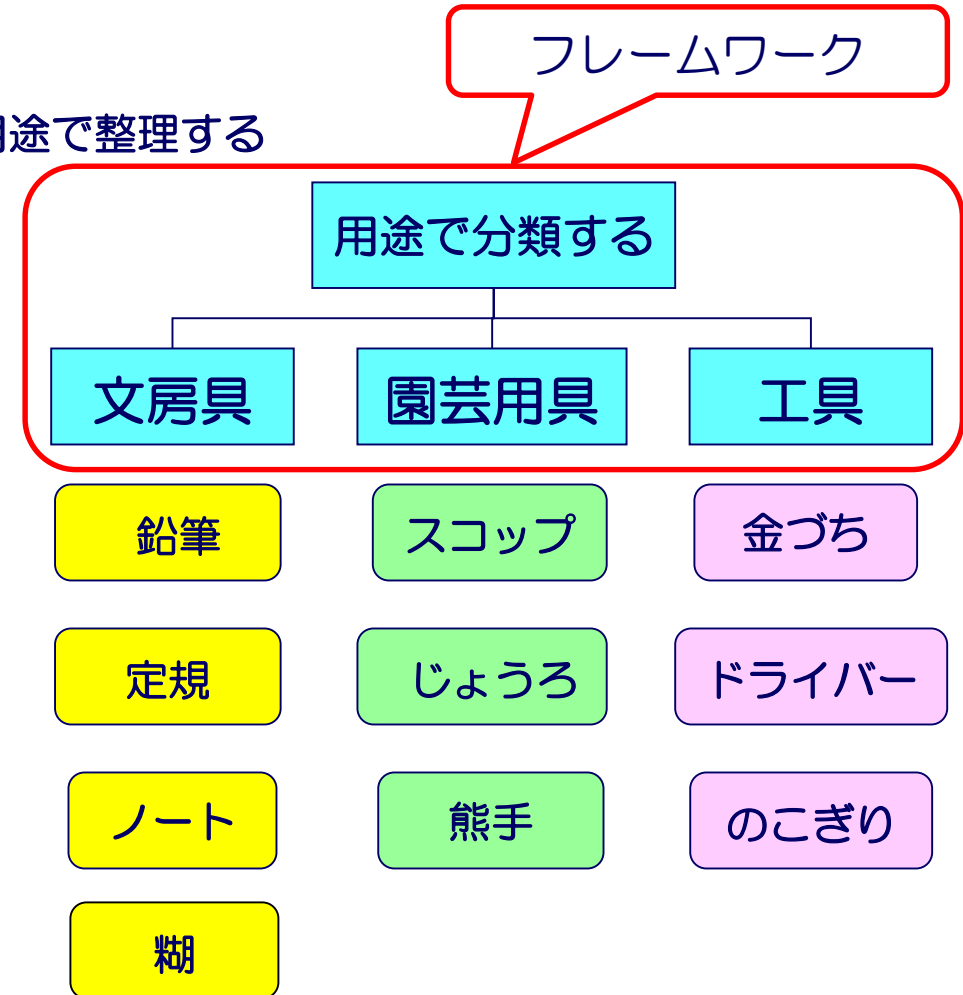 フレームワーク
用途で整理する
用途で分類する
文房具
園芸用具
工具
鉛筆
スコップ
金づち
定規
じょうろ
ドライバー
ノート
熊手
のこぎり
糊